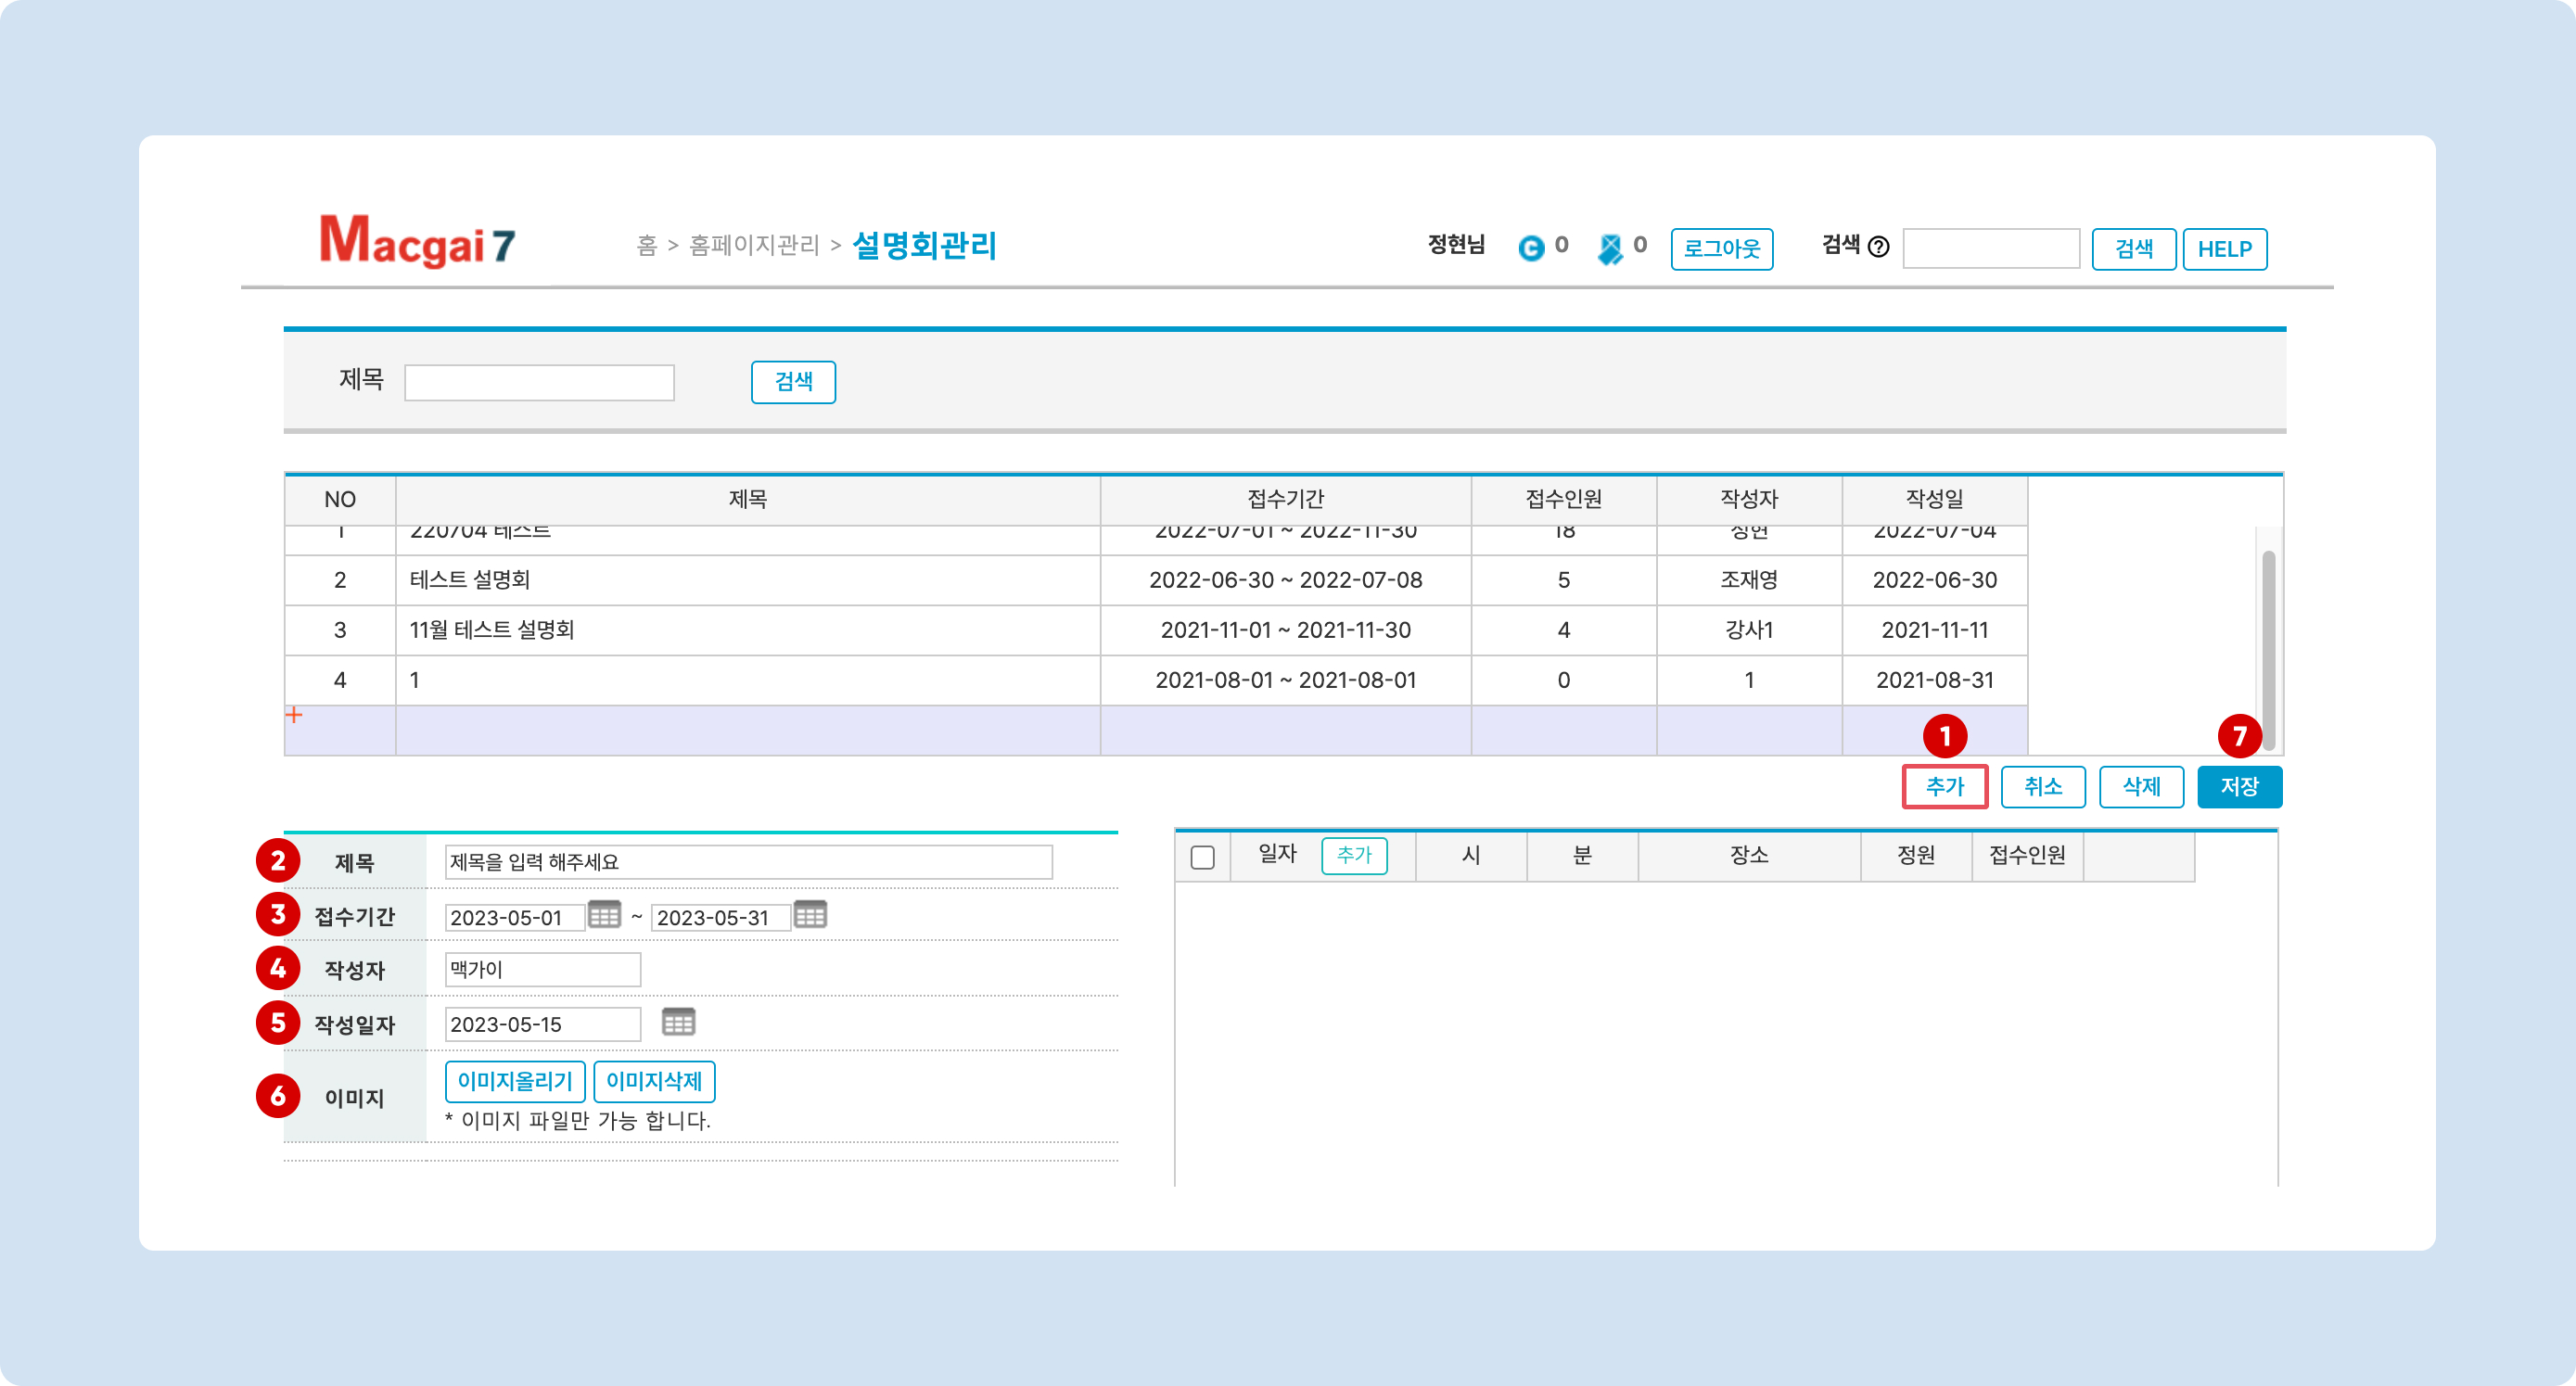 Macgai 7
홈 > 홈페이지관리 > 설명회관리
정현님 0 0 로그아웃 검색 ? 검색 HELP
제목 검색
NO 제목 접수기간 접수인원 작성자 작성일
1 220704 테스트 2022-07-01 ~ 2022-11-30 18 정현 2022-07-04
2 테스트 설명회 2022-06-30 ~ 2022-07-08 5 조재영 2022-06-30
3 11월 테스트 설명회 2021-11-01 ~ 2021-11-30 4 강사1 2021-11-11
4 1 2021-08-01 ~ 2021-08-01 0 1 2021-08-31
1 7
추가 취소 삭제 저장
2 제목 제목을 입력 해주세요
3 접수기간 2023-05-01 ~ 2023-05-31
4 작성자 맥가이
5 작성일자 2023-05-15
6 이미지 이미지올리기 이미지삭제
* 이미지 파일만 가능 합니다.
일자 추가 시 분 장소 정원 접수인원